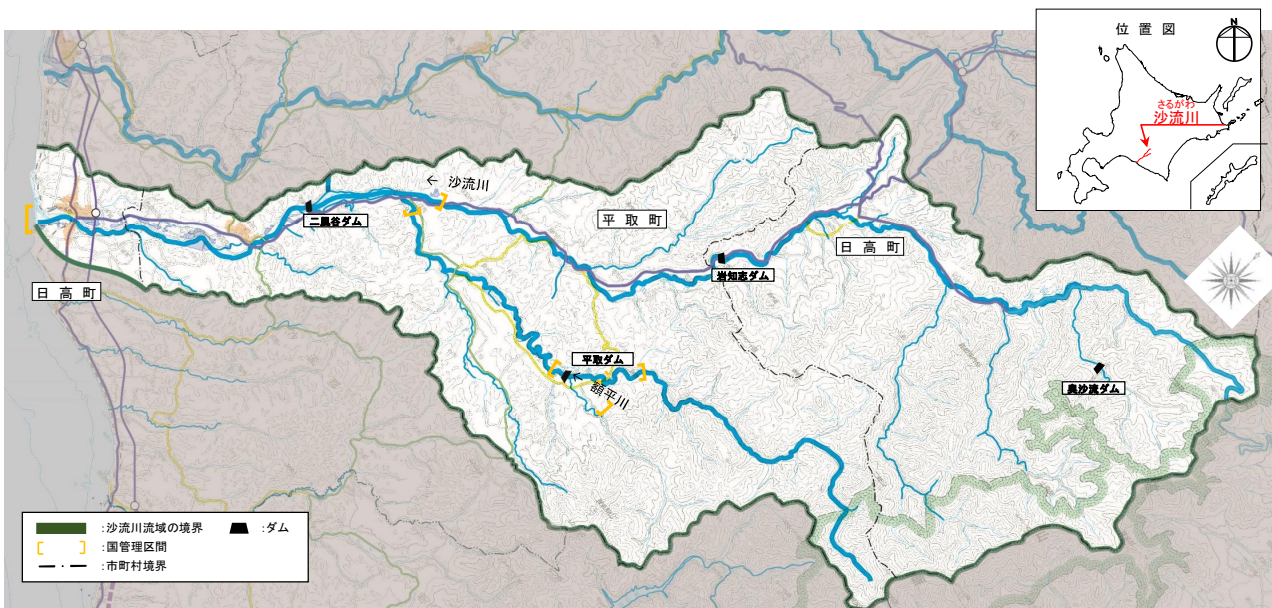 位置図
N
さるがわ
沙流川
← 沙流川
二風谷ダム
平取町
日高町
岩知志ダム
日高町
平取ダム
← 額平川
奥沙流ダム
:沙流川流域の境界
:ダム
:国管理区間
:市町村境界